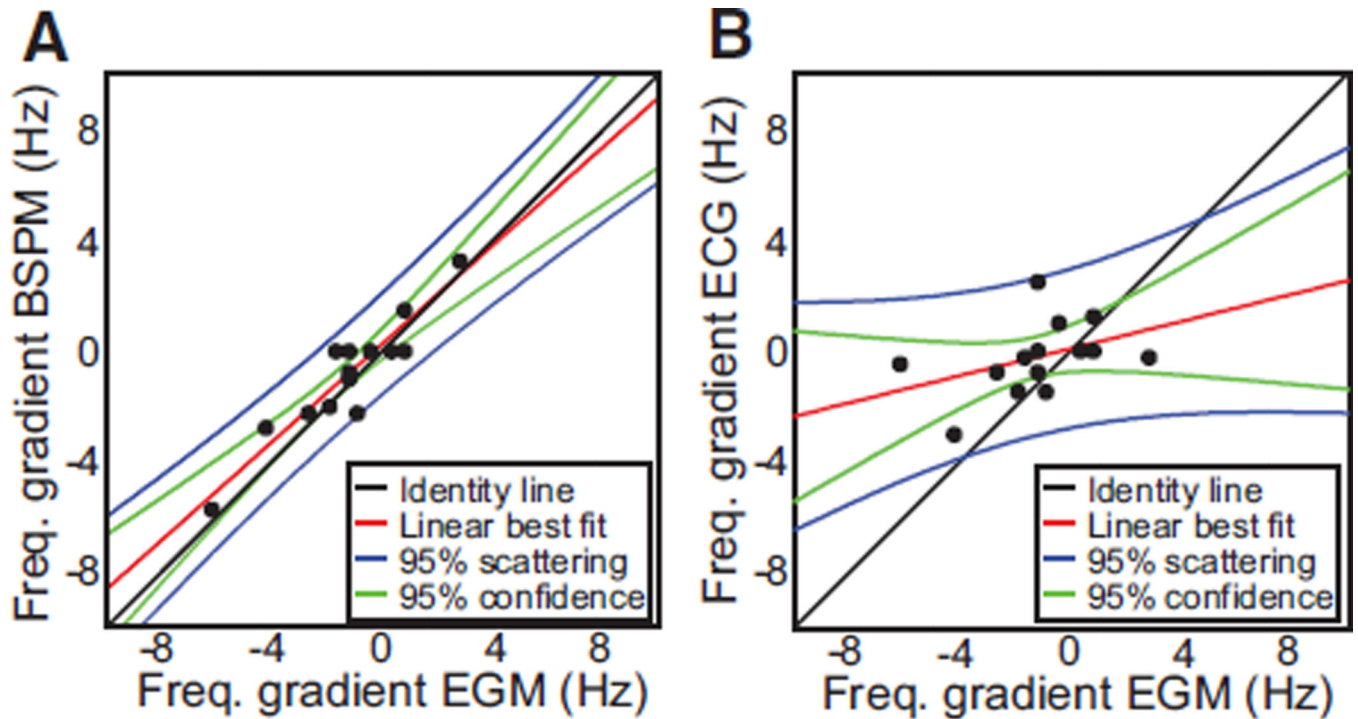 A
Freq. gradient BSPM (Hz)
8
4
0
-4
-8
Identity line
Linear best fit
95% scattering
95% confidence
-8 -4 0 4 8
Freq. gradient EGM (Hz)
B
Freq. gradient ECG (Hz)
8
4
0
-4
-8
Identity line
Linear best fit
95% scattering
95% confidence
-8 -4 0 4 8
Freq. gradient EGM (Hz)